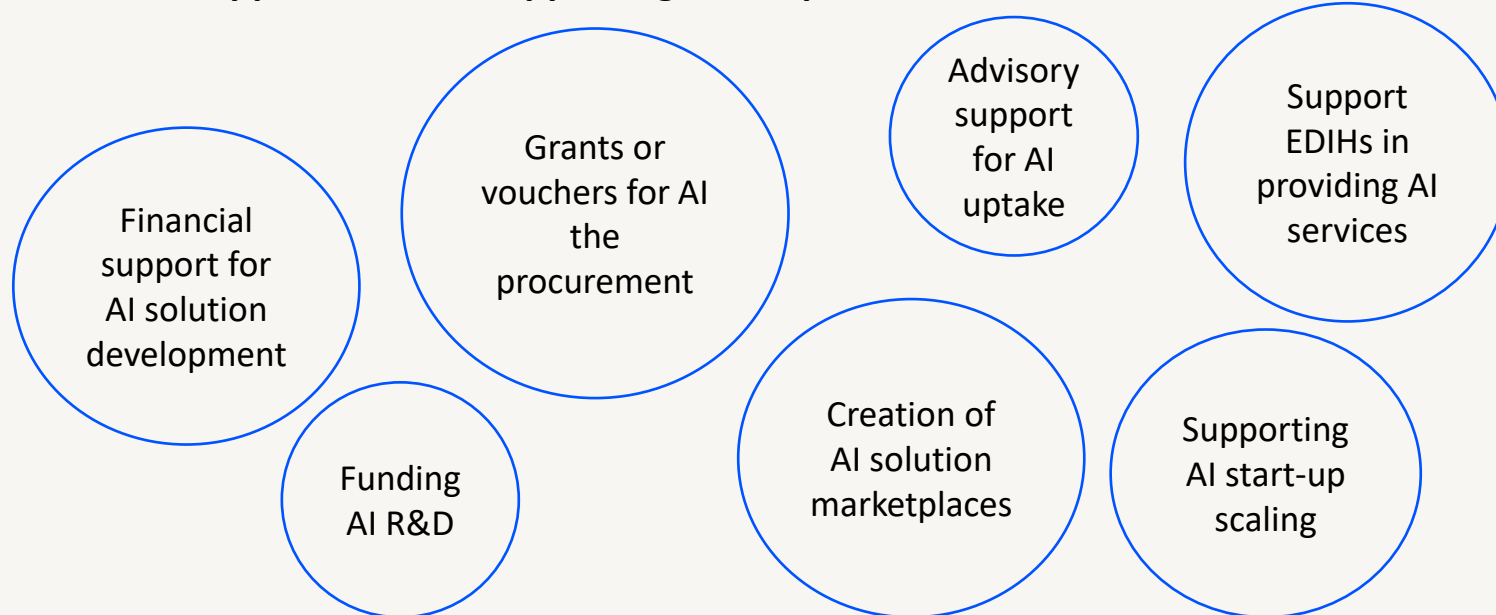 Financial
support for
AI solution
development
Grants or
vouchers for AI
the
procurement
Advisory
support
for AI
uptake
Support
EDIHs in
providing AI
services
Funding
AI R&D
Creation of
AI solution
marketplaces
Supporting
AI start-up
scaling